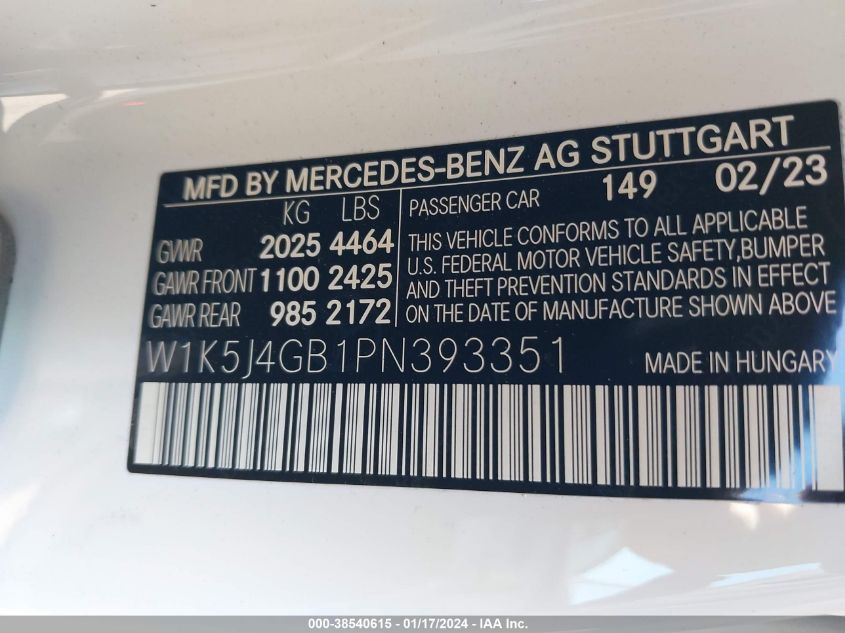 MFD BY MERCEDES-BENZ AG STUTTGART
KG LBS
GVWR 2025 4464
GAWR FRONT 1100 2425
GAWR REAR 985 2172
PASSENGER CAR 149 02/23
THIS VEHICLE CONFORMS TO ALL APPLICABLE
U.S. FEDERAL MOTOR VEHICLE SAFETY, BUMPER
AND THEFT PREVENTION STANDARDS IN EFFECT
ON THE DATE OF MANUFACTURE SHOWN ABOVE
W1K5J4GB1PN393351 MADE IN HUNGARY
000-38540615 - 01/17/2024 - IAA Inc.